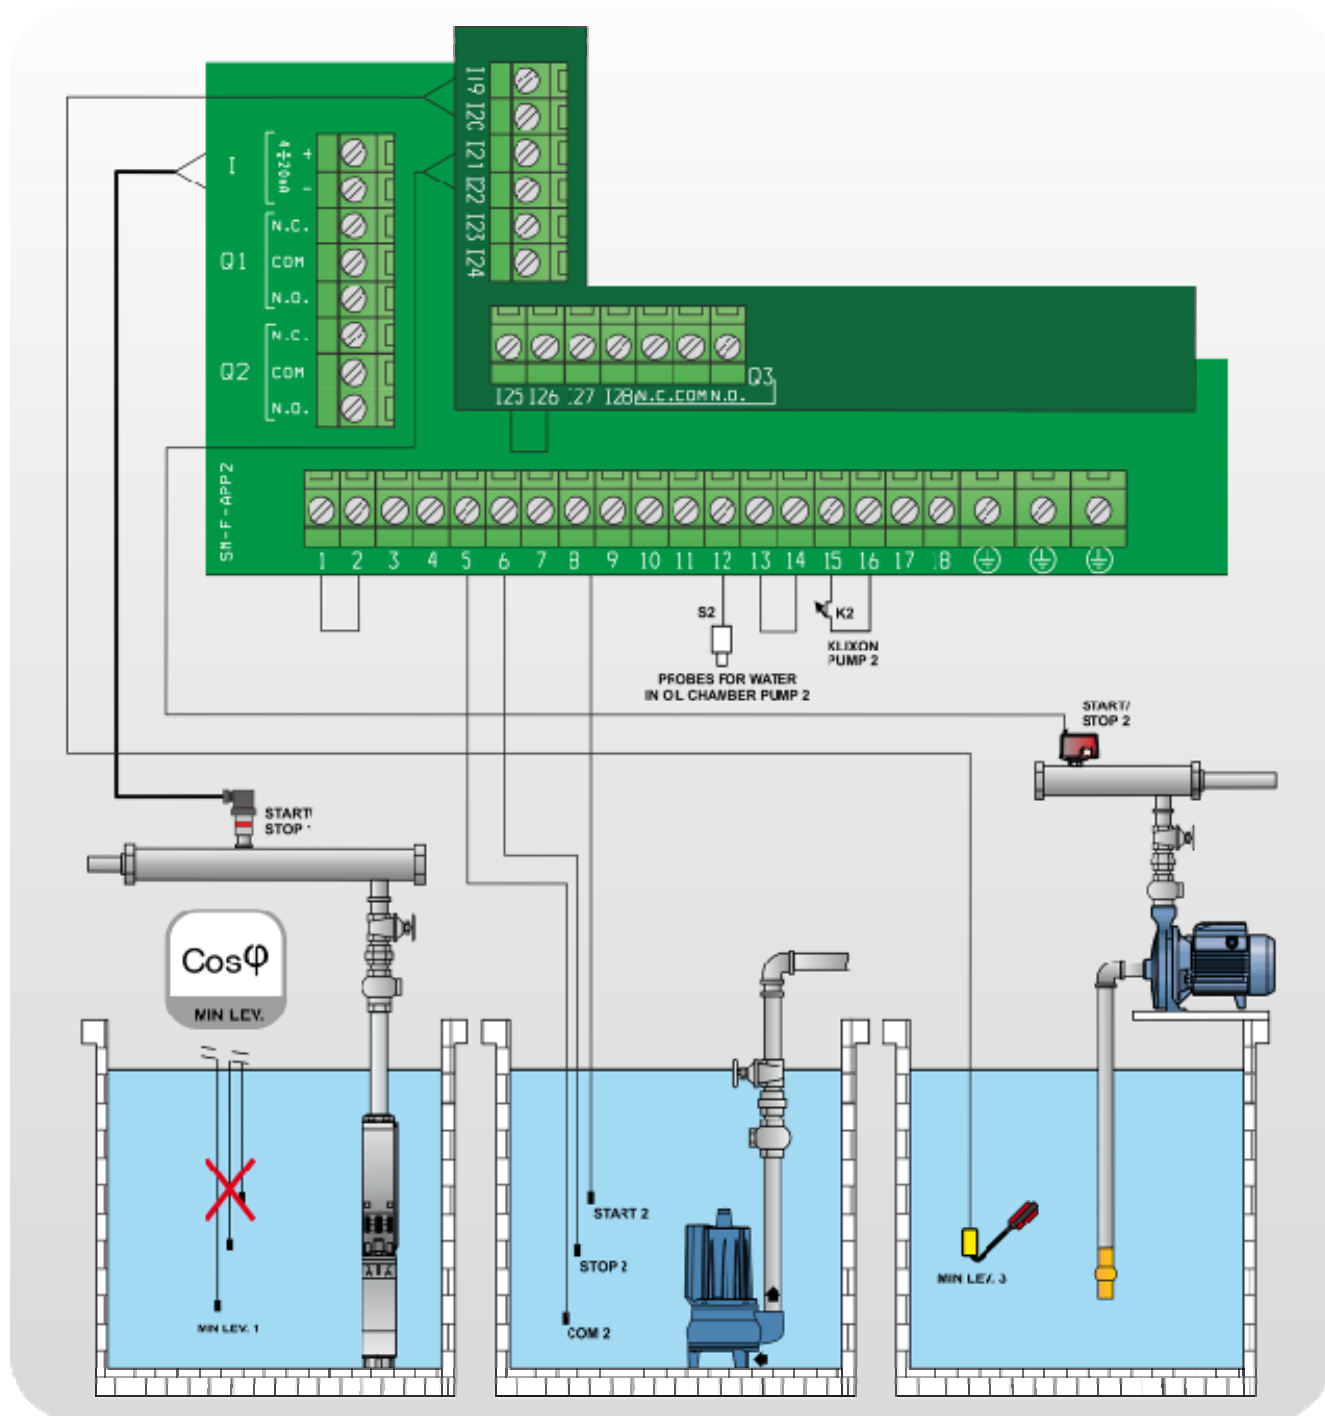 I19 I20 I21 I22 I23 I24
I
4÷20mA
+
-
Q1
N.C.
COM
N.O.
Q2
N.C.
COM
N.O.
Q3
I25 I26 I27 I28 N.C. COM N.O.
SM-F-APP2
1 2 3 4 5 6 7 8 9 10 11 12 13 14 15 16 17 18
S2
K2
KLIXON
PUMP 2
PROBES FOR WATER
IN OIL CHAMBER PUMP 2
START/
STOP 2
START/
STOP 1
Cosφ
MIN LEV.
START 2
STOP 2
COM 2
MIN LEV. 1
MIN LEV. 3